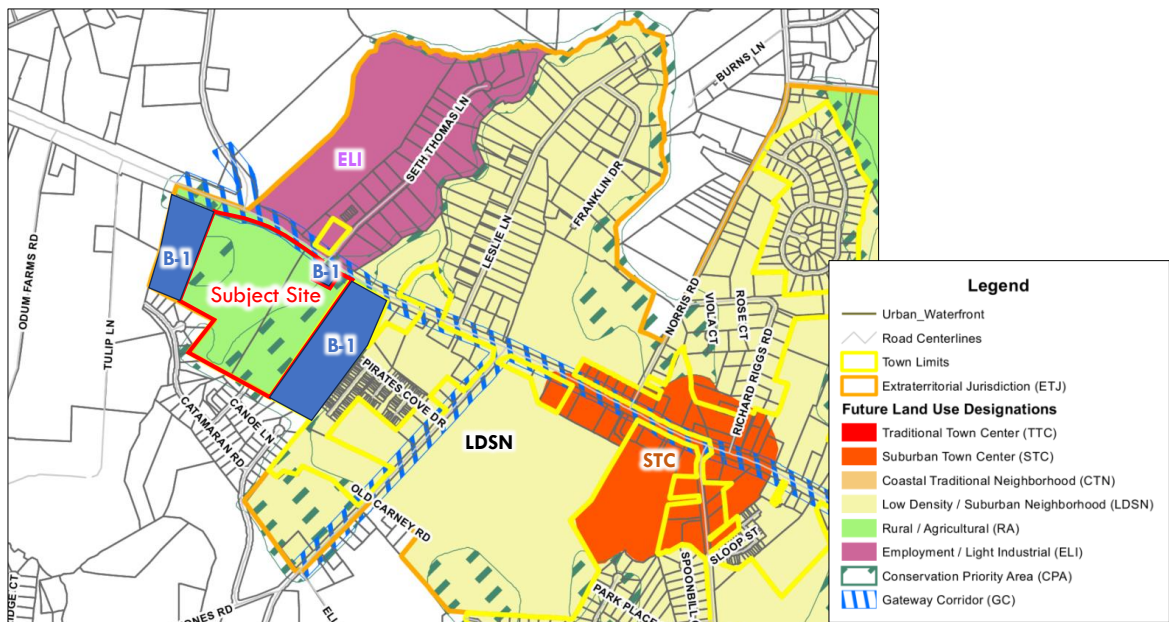 BURNS LN
ELI
SETH THOMAS LN
LESLIE LN
FRANKLIN DR
ODUM FARMS RD
TULIP LN
B-1
B-1
Subject Site
B-1
NORRIS RD
VIOLA CT
ROSE CT
RICHARD RIGGS RD
PIRATES COVE DR
CATAMARAN RD
CANOE LN
LDSN
STC
OLD CARNEY RD
SLOOP ST
SPOONBILL
PARK PLACE
ELI
Legend
Urban_Waterfront
Road Centerlines
Town Limits
Extraterritorial Jurisdiction (ETJ)
Future Land Use Designations
Traditional Town Center (TTC)
Suburban Town Center (STC)
Coastal Traditional Neighborhood (CTN)
Low Density / Suburban Neighborhood (LDSN)
Rural / Agricultural (RA)
Employment / Light Industrial (ELI)
Conservation Priority Area (CPA)
Gateway Corridor (GC)